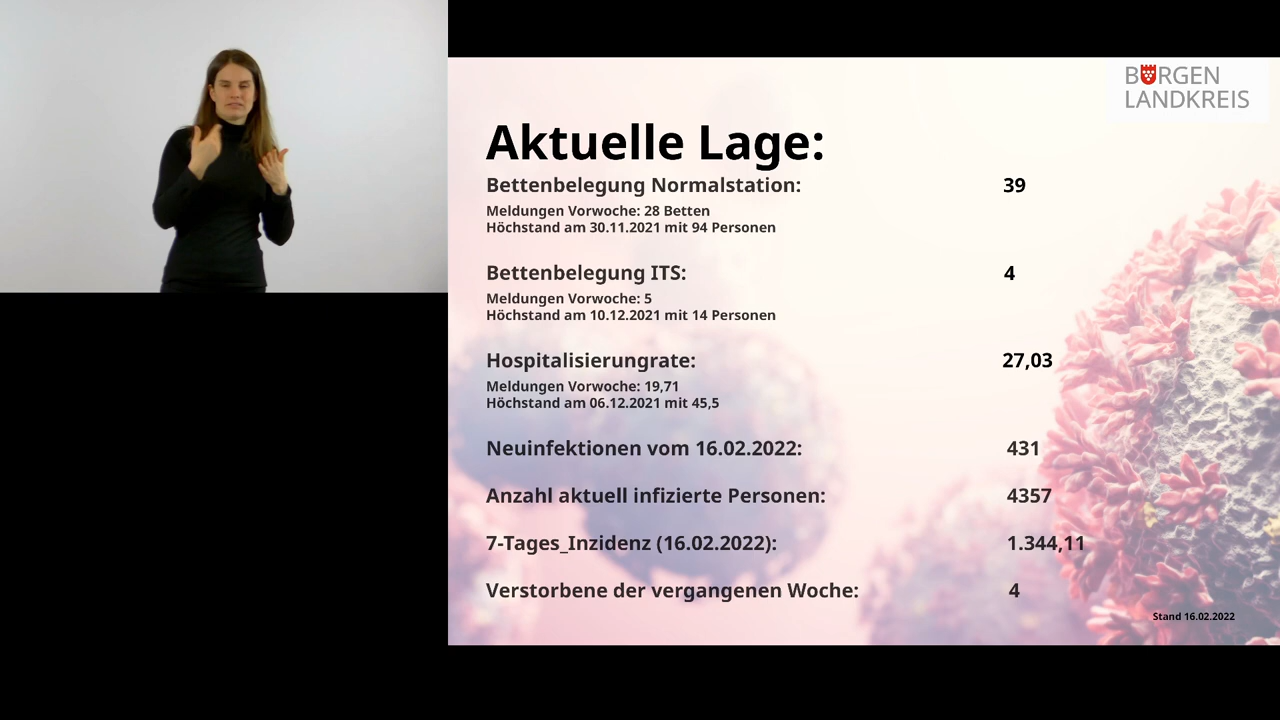 BURGEN
LANDKREIS
Aktuelle Lage:
Bettenbelegung Normalstation: 39
Meldungen Vorwoche: 28 Betten
Höchstand am 30.11.2021 mit 94 Personen
Bettenbelegung ITS: 4
Meldungen Vorwoche: 5
Höchstand am 10.12.2021 mit 14 Personen
Hospitalisierungrate: 27,03
Meldungen Vorwoche: 19,71
Höchstand am 06.12.2021 mit 45,5
Neuinfektionen vom 16.02.2022: 431
Anzahl aktuell infizierte Personen: 4357
7-Tages_Inzidenz (16.02.2022): 1.344,11
Verstorbene der vergangenen Woche: 4
Stand 16.02.2022